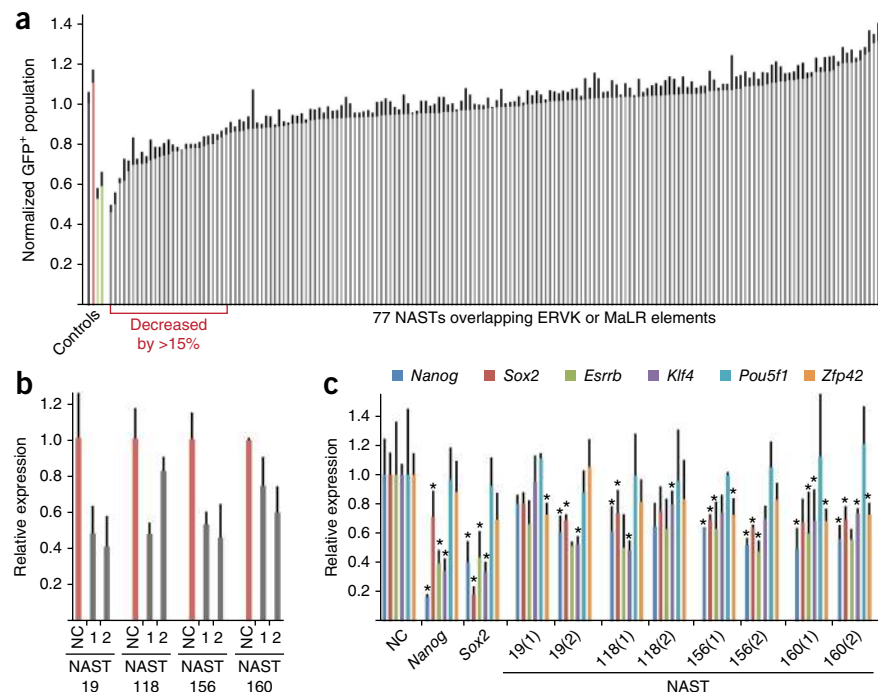 a
Normalized GFP+ population
1.4
1.2
1.0
0.8
0.6
0.4
0.2
Controls
Decreased
by >15%
77 NASTs overlapping ERVK or MaLR elements
b
Relative expression
1.2
1.0
0.8
0.6
0.4
0.2
NC 1 2 NC 1 2 NC 1 2 NC 1 2
NAST NAST NAST NAST
19 118 156 160
c
Nanog Sox2 Esrrb Klf4 Pou5f1 Zfp42
Relative expression
1.4
1.2
1.0
0.8
0.6
0.4
0.2
NC Nanog Sox2 19(1) 19(2) 118(1) 118(2) 156(1) 156(2) 160(1) 160(2)
NAST